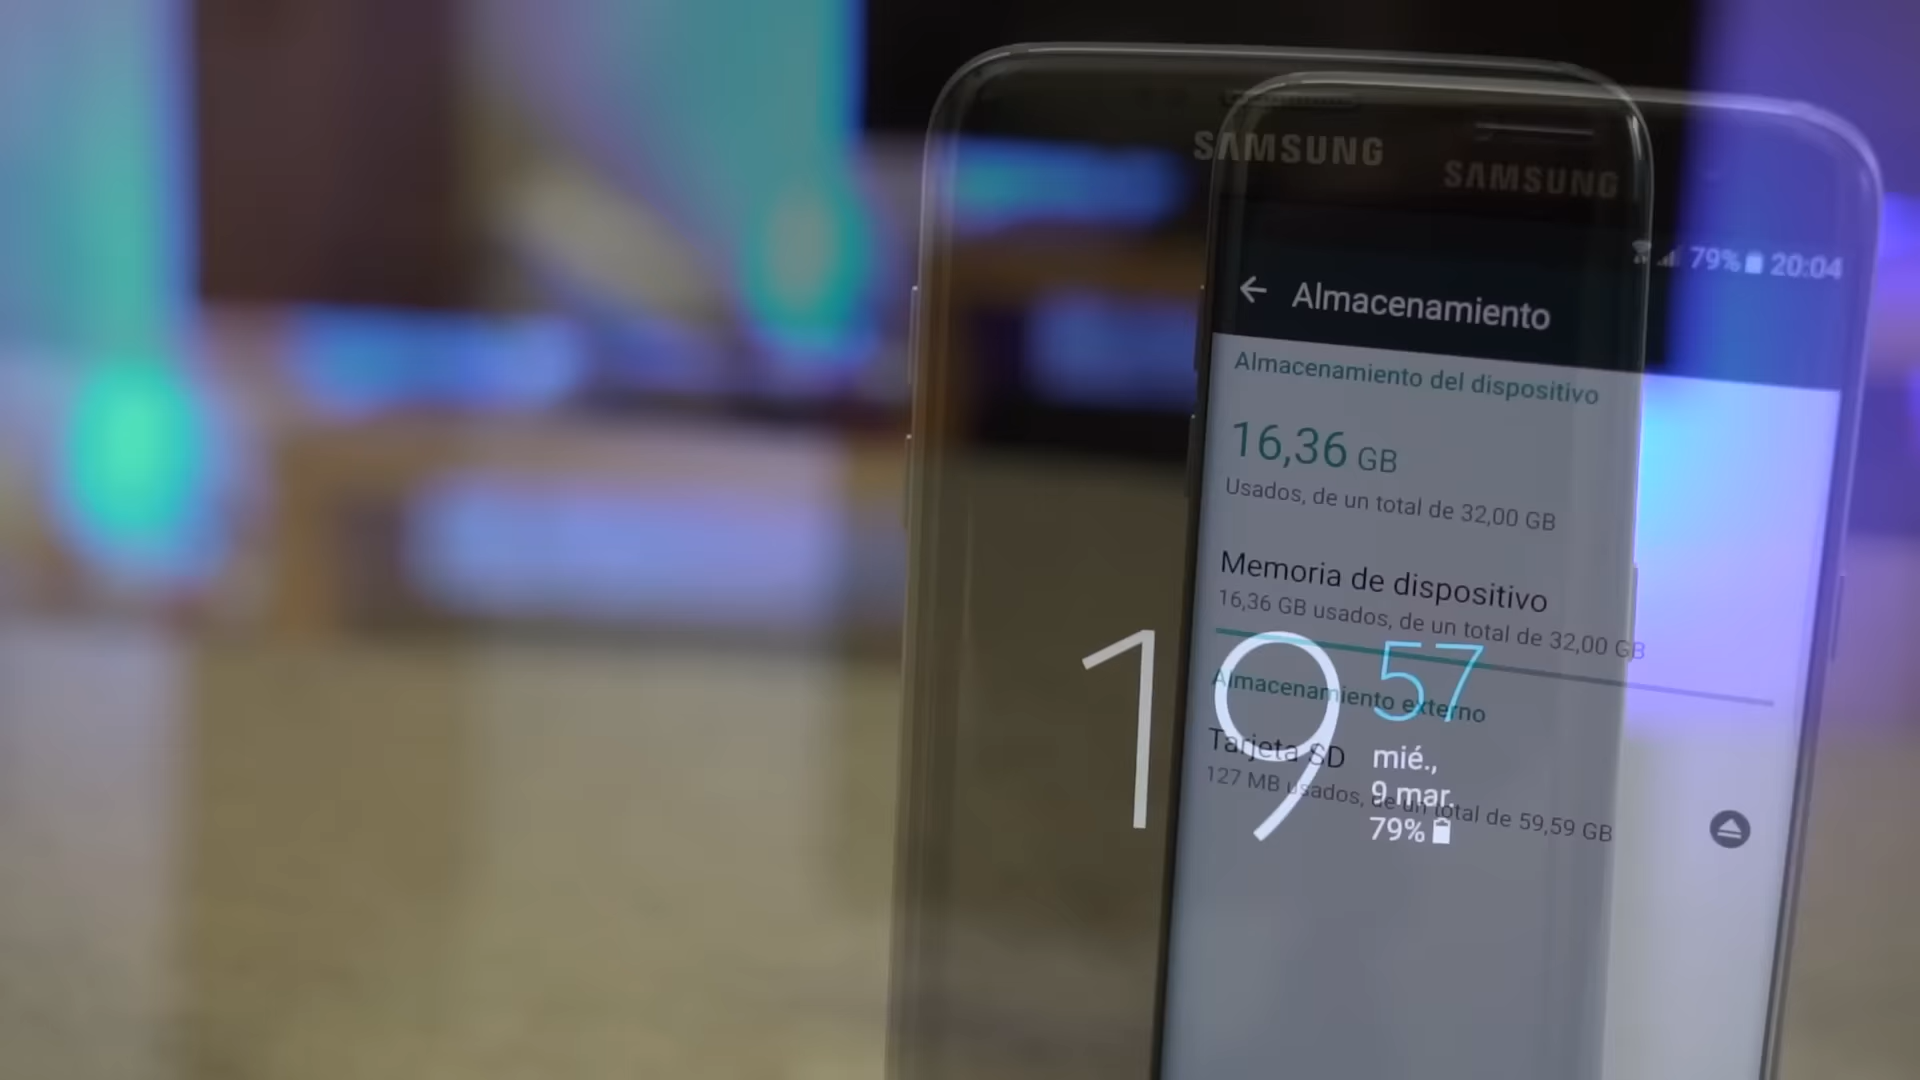 SAMSUNG
SAMSUNG
79% 20:04
Almacenamiento
Almacenamiento del dispositivo
16,36 GB
Usados, de un total de 32,00 GB
Memoria de dispositivo
16,36 GB usados, de un total de 32,00 GB
Almacenamiento externo
Tarjeta SD
127 MB usados, de un total de 59,59 GB
19 57
mié.,
9 mar.
79%